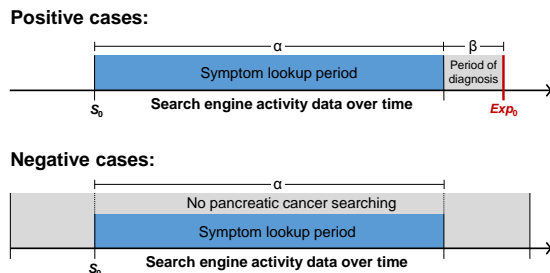 Positive cases:
α
β
Symptom lookup period
Period of
diagnosis
S₀
Search engine activity data over time
Exp₀
Negative cases:
α
No pancreatic cancer searching
Symptom lookup period
S₀
Search engine activity data over time